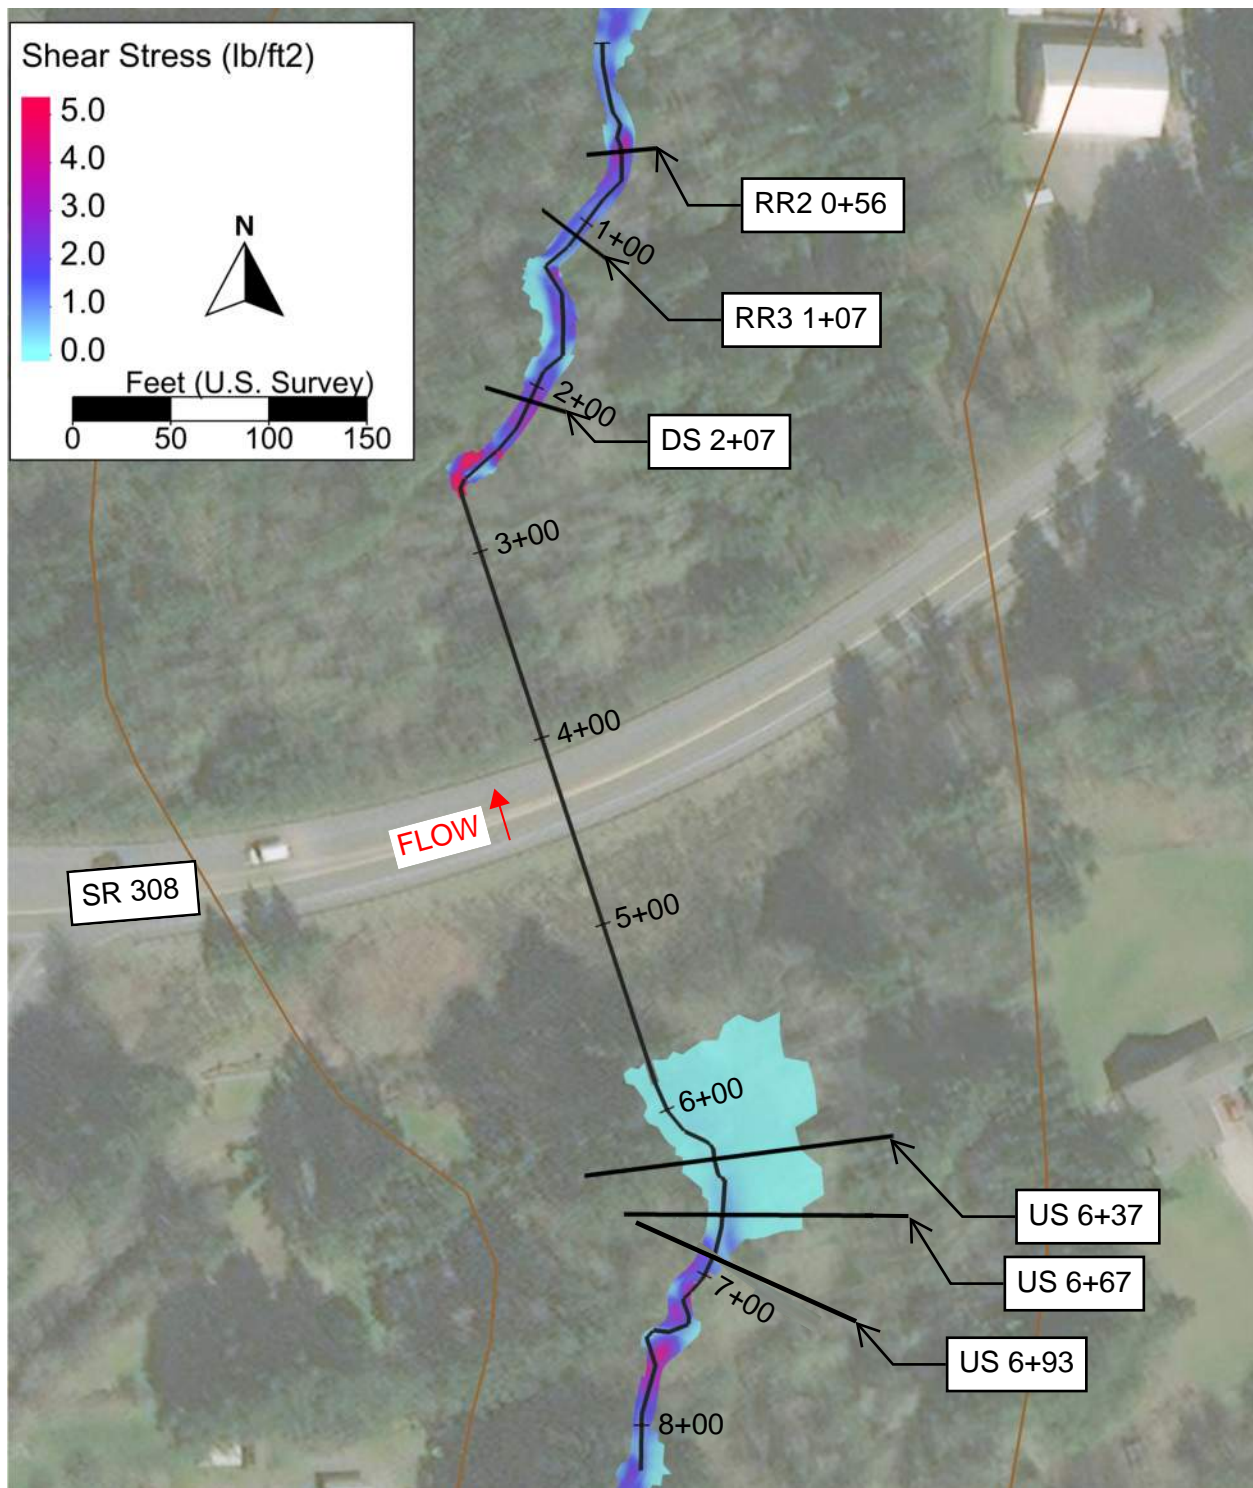 Shear Stress (lb/ft2)
5.0
4.0
3.0
2.0
1.0
0.0
N
Feet (U.S. Survey)
0 50 100 150
RR2 0+56
1+00
RR3 1+07
2+00
DS 2+07
3+00
4+00
FLOW
SR 308
5+00
6+00
US 6+37
US 6+67
7+00
US 6+93
8+00